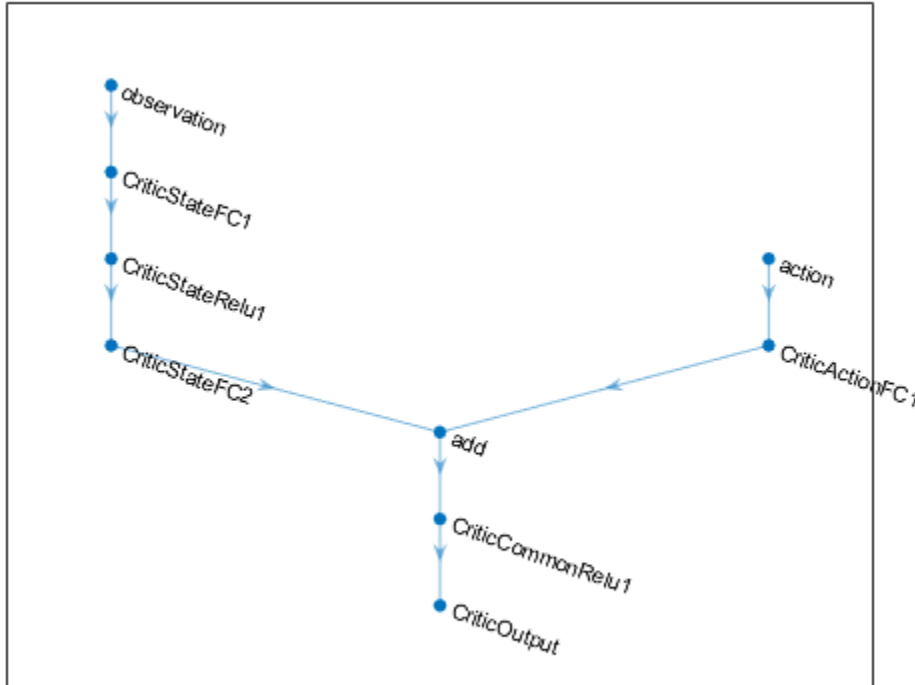 observation
CriticStateFC1
CriticStateRelu1
action
CriticStateFC2
CriticActionFC1
add
CriticCommonRelu1
CriticOutput